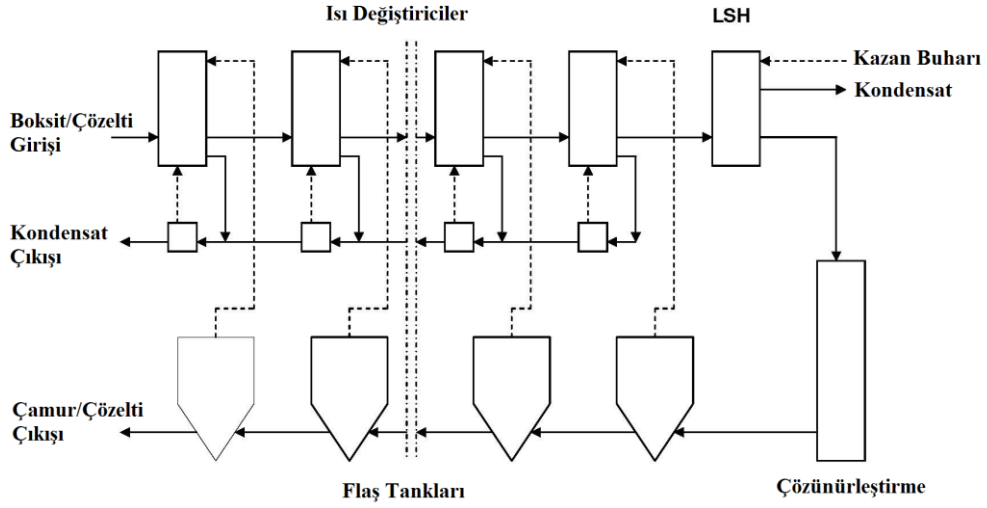 Isı Değiştiriciler
LSH
Kazan Buharı
Kondensat
Boksit/Çözelti
Girişi
Kondensat
Çıkışı
Çamur/Çözelti
Çıkışı
Flaş Tankları
Çözünürleştirme